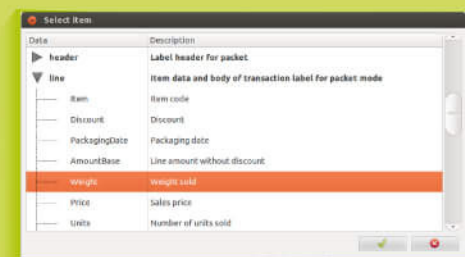 Select Item
Data Description
header Label header for packet
line Item data and body of transaction label for packet mode
Item Item code
Discount Discount
PackagingDate Packaging date
AmountBase Line amount without discount
Weight Weight sold
Price Sales price
Units Number of units sold